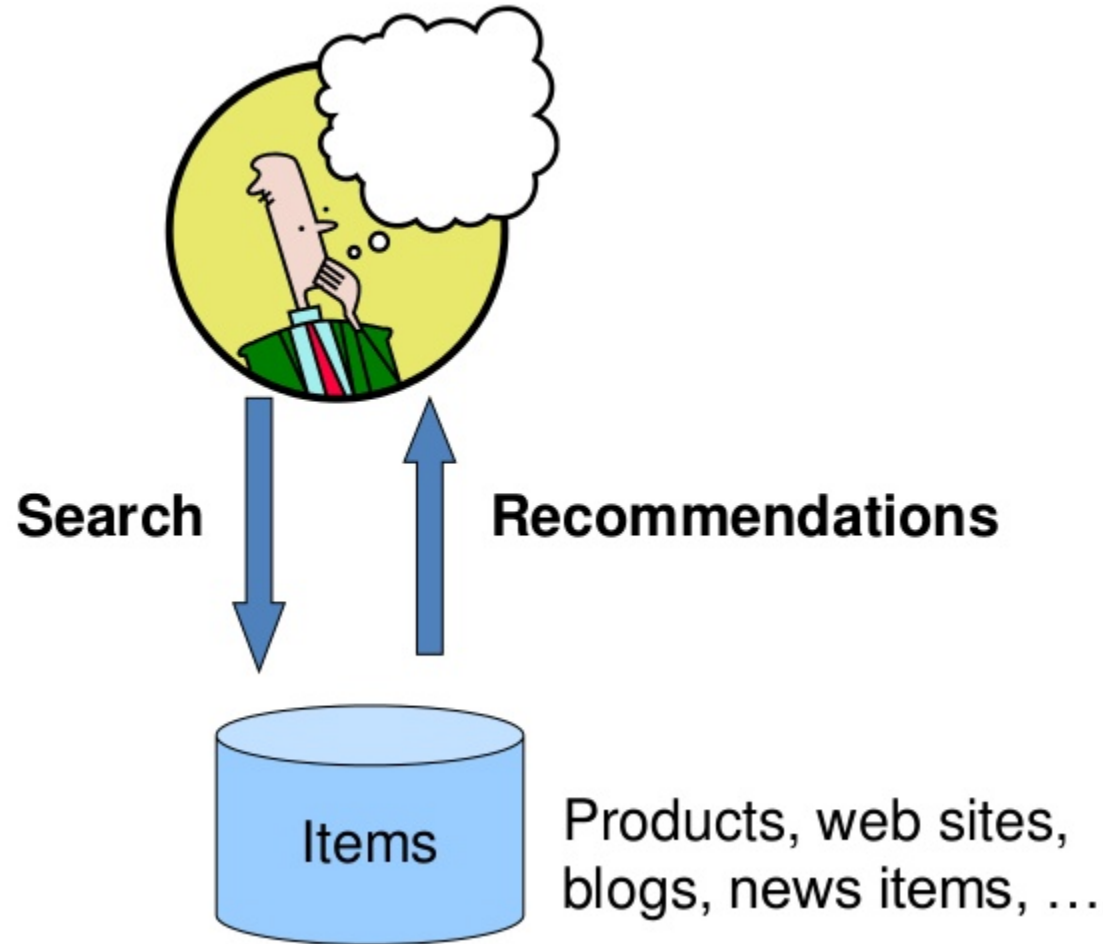 Search
Recommendations
Items
Products, web sites,
blogs, news items, …